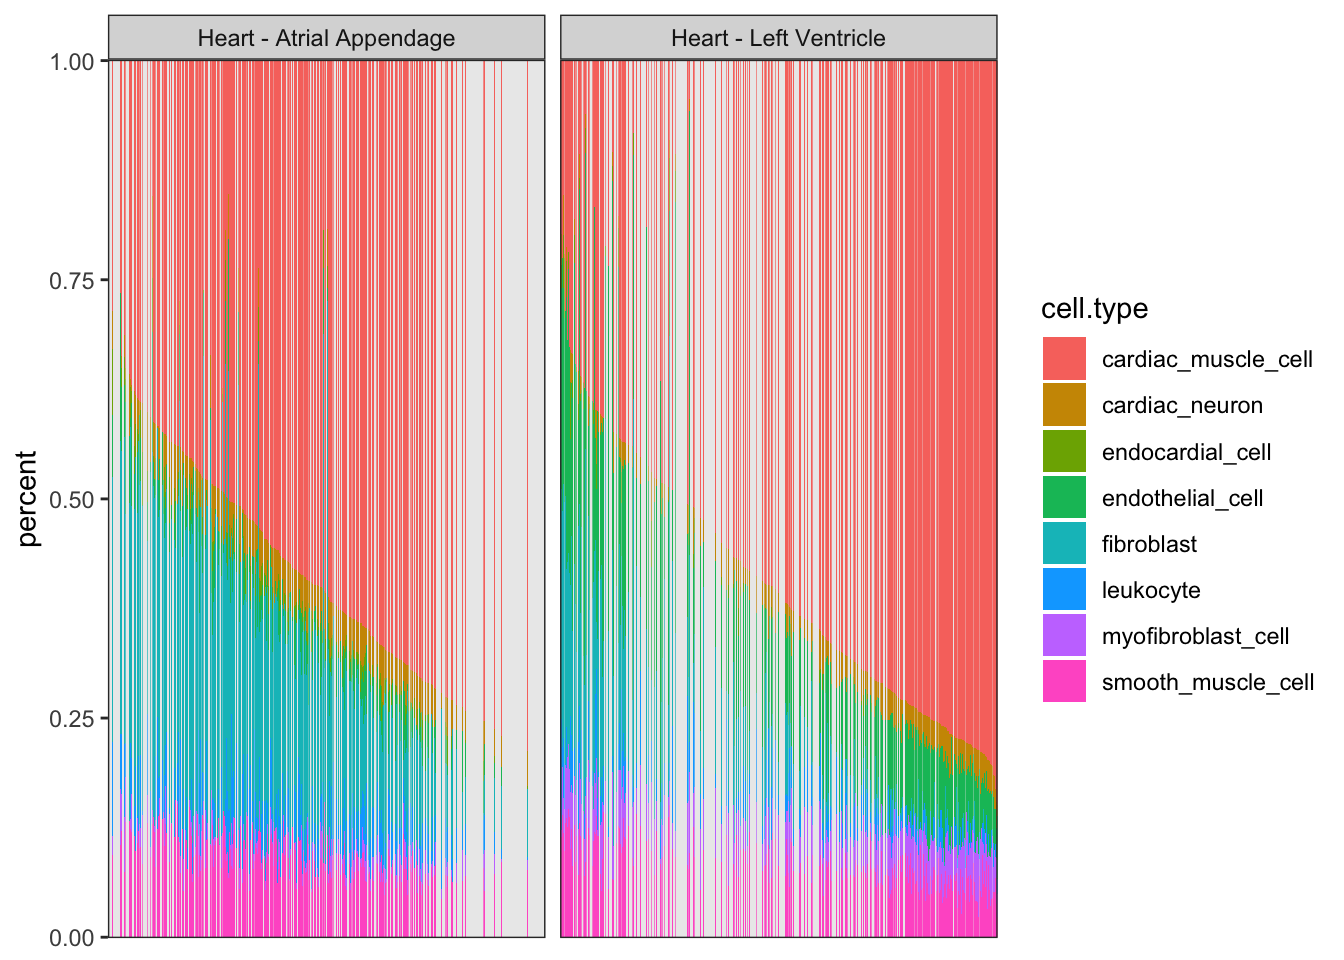 Heart - Atrial Appendage
Heart - Left Ventricle
1.00
0.75
0.50
0.25
0.00
percent
cell.type
cardiac_muscle_cell
cardiac_neuron
endocardial_cell
endothelial_cell
fibroblast
leukocyte
myofibroblast_cell
smooth_muscle_cell